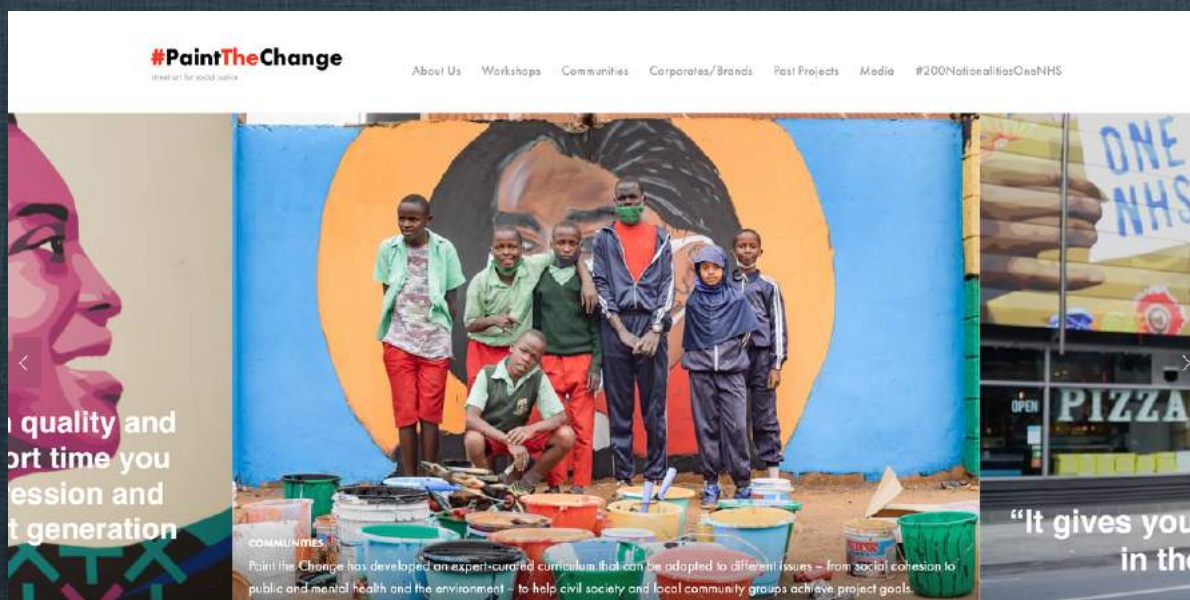 #PaintTheChange
street art for social justice
About Us Workshops Communities Corporates/Brands Past Projects Media #200NationalitiesOneNHS
ONE
NHS
OPEN PIZZA
quality and
ort time you
ession and
t generation
“It gives you
in the
COMMUNITIES
Paint the Change has developed an expert-curated curriculum that can be adapted to different issues – from social cohesion to
public and mental health and the environment – to help civil society and local community groups achieve project goals.